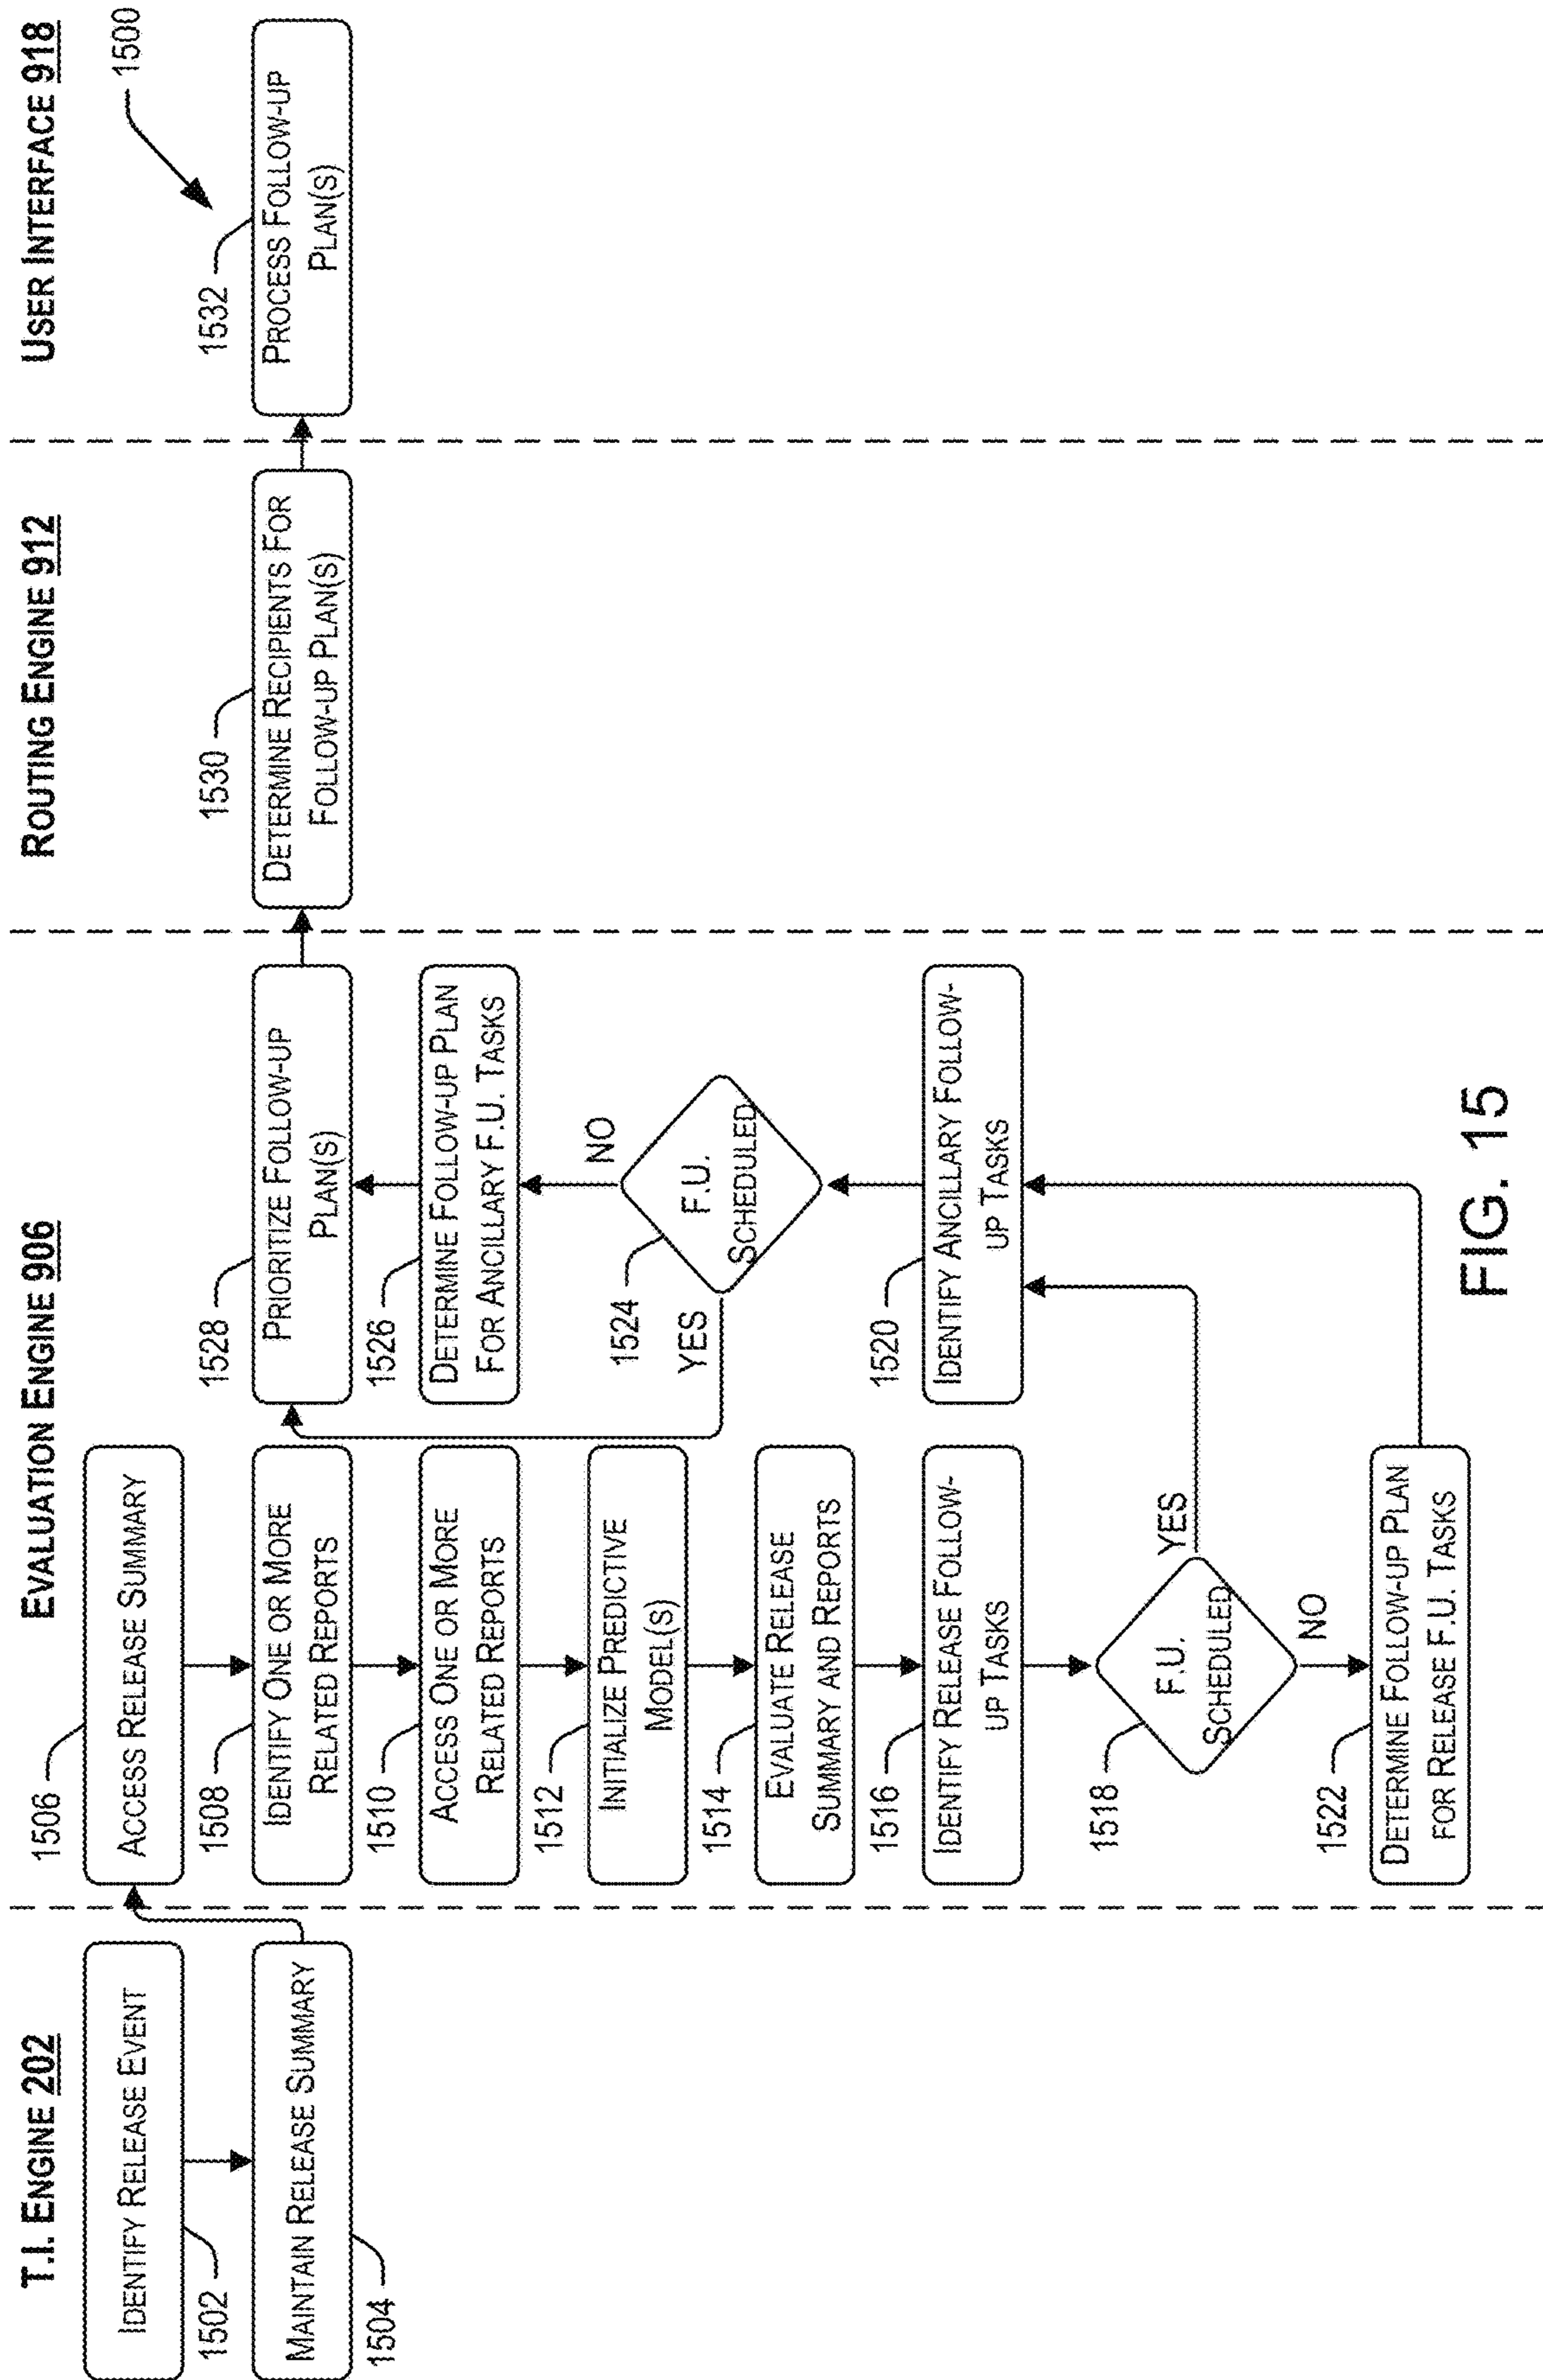 T.I. ENGINE 202
IDENTIFY RELEASE EVENT
1502
MAINTAIN RELEASE SUMMARY
1504
EVALUATION ENGINE 906
1506
ACCESS RELEASE SUMMARY
1508
IDENTIFY ONE OR MORE
RELATED REPORTS
1510
ACCESS ONE OR MORE
RELATED REPORTS
1512
INITIALIZE PREDICTIVE
MODEL(S)
1514
EVALUATE RELEASE
SUMMARY AND REPORTS
1516
IDENTIFY RELEASE FOLLOW-
UP TASKS
1518
F.U.
SCHEDULED
YES
NO
1522
DETERMINE FOLLOW-UP PLAN
FOR RELEASE F.U. TASKS
1528
PRIORITIZE FOLLOW-UP
PLAN(S)
1526
DETERMINE FOLLOW-UP PLAN
FOR ANCILLARY F.U. TASKS
NO
1524
F.U.
SCHEDULED
YES
1520
IDENTIFY ANCILLARY FOLLOW-
UP TASKS
ROUTING ENGINE 912
1530
DETERMINE RECIPIENTS FOR
FOLLOW-UP PLAN(S)
USER INTERFACE 918
1500
1532
PROCESS FOLLOW-UP
PLAN(S)
FIG. 15